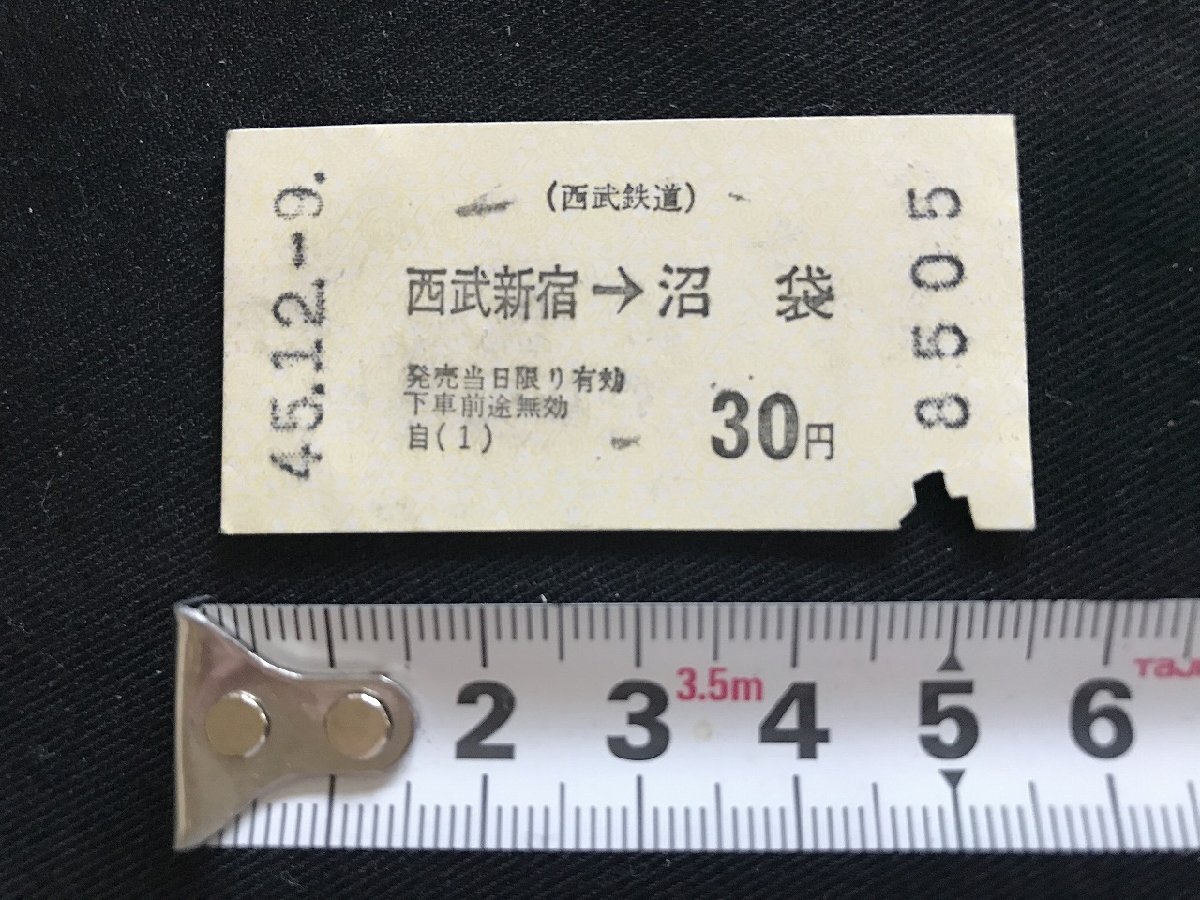 (西武鉄道)
西武新宿→沼 袋
発売当日限り有効
下車前途無効
自(1)
30円
45.12.-9.
8505
2 3 3.5m 4 5 6